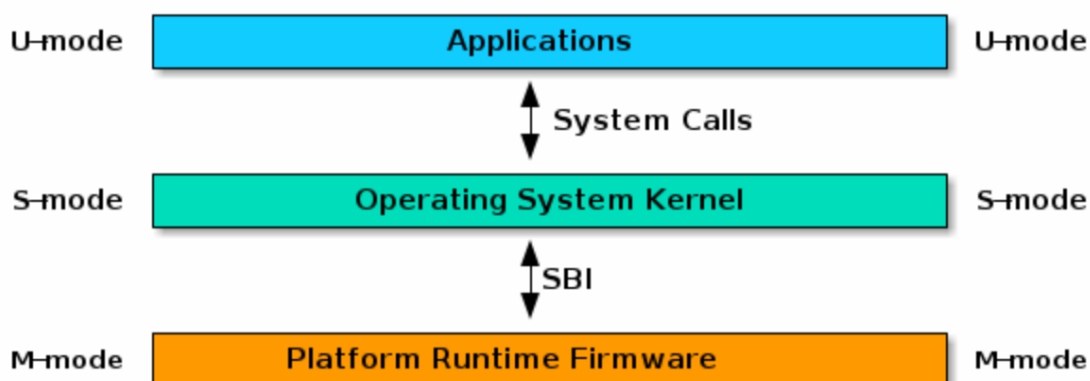 U-mode Applications U-mode
System Calls
S-mode Operating System Kernel S-mode
SBI
M-mode Platform Runtime Firmware M-mode